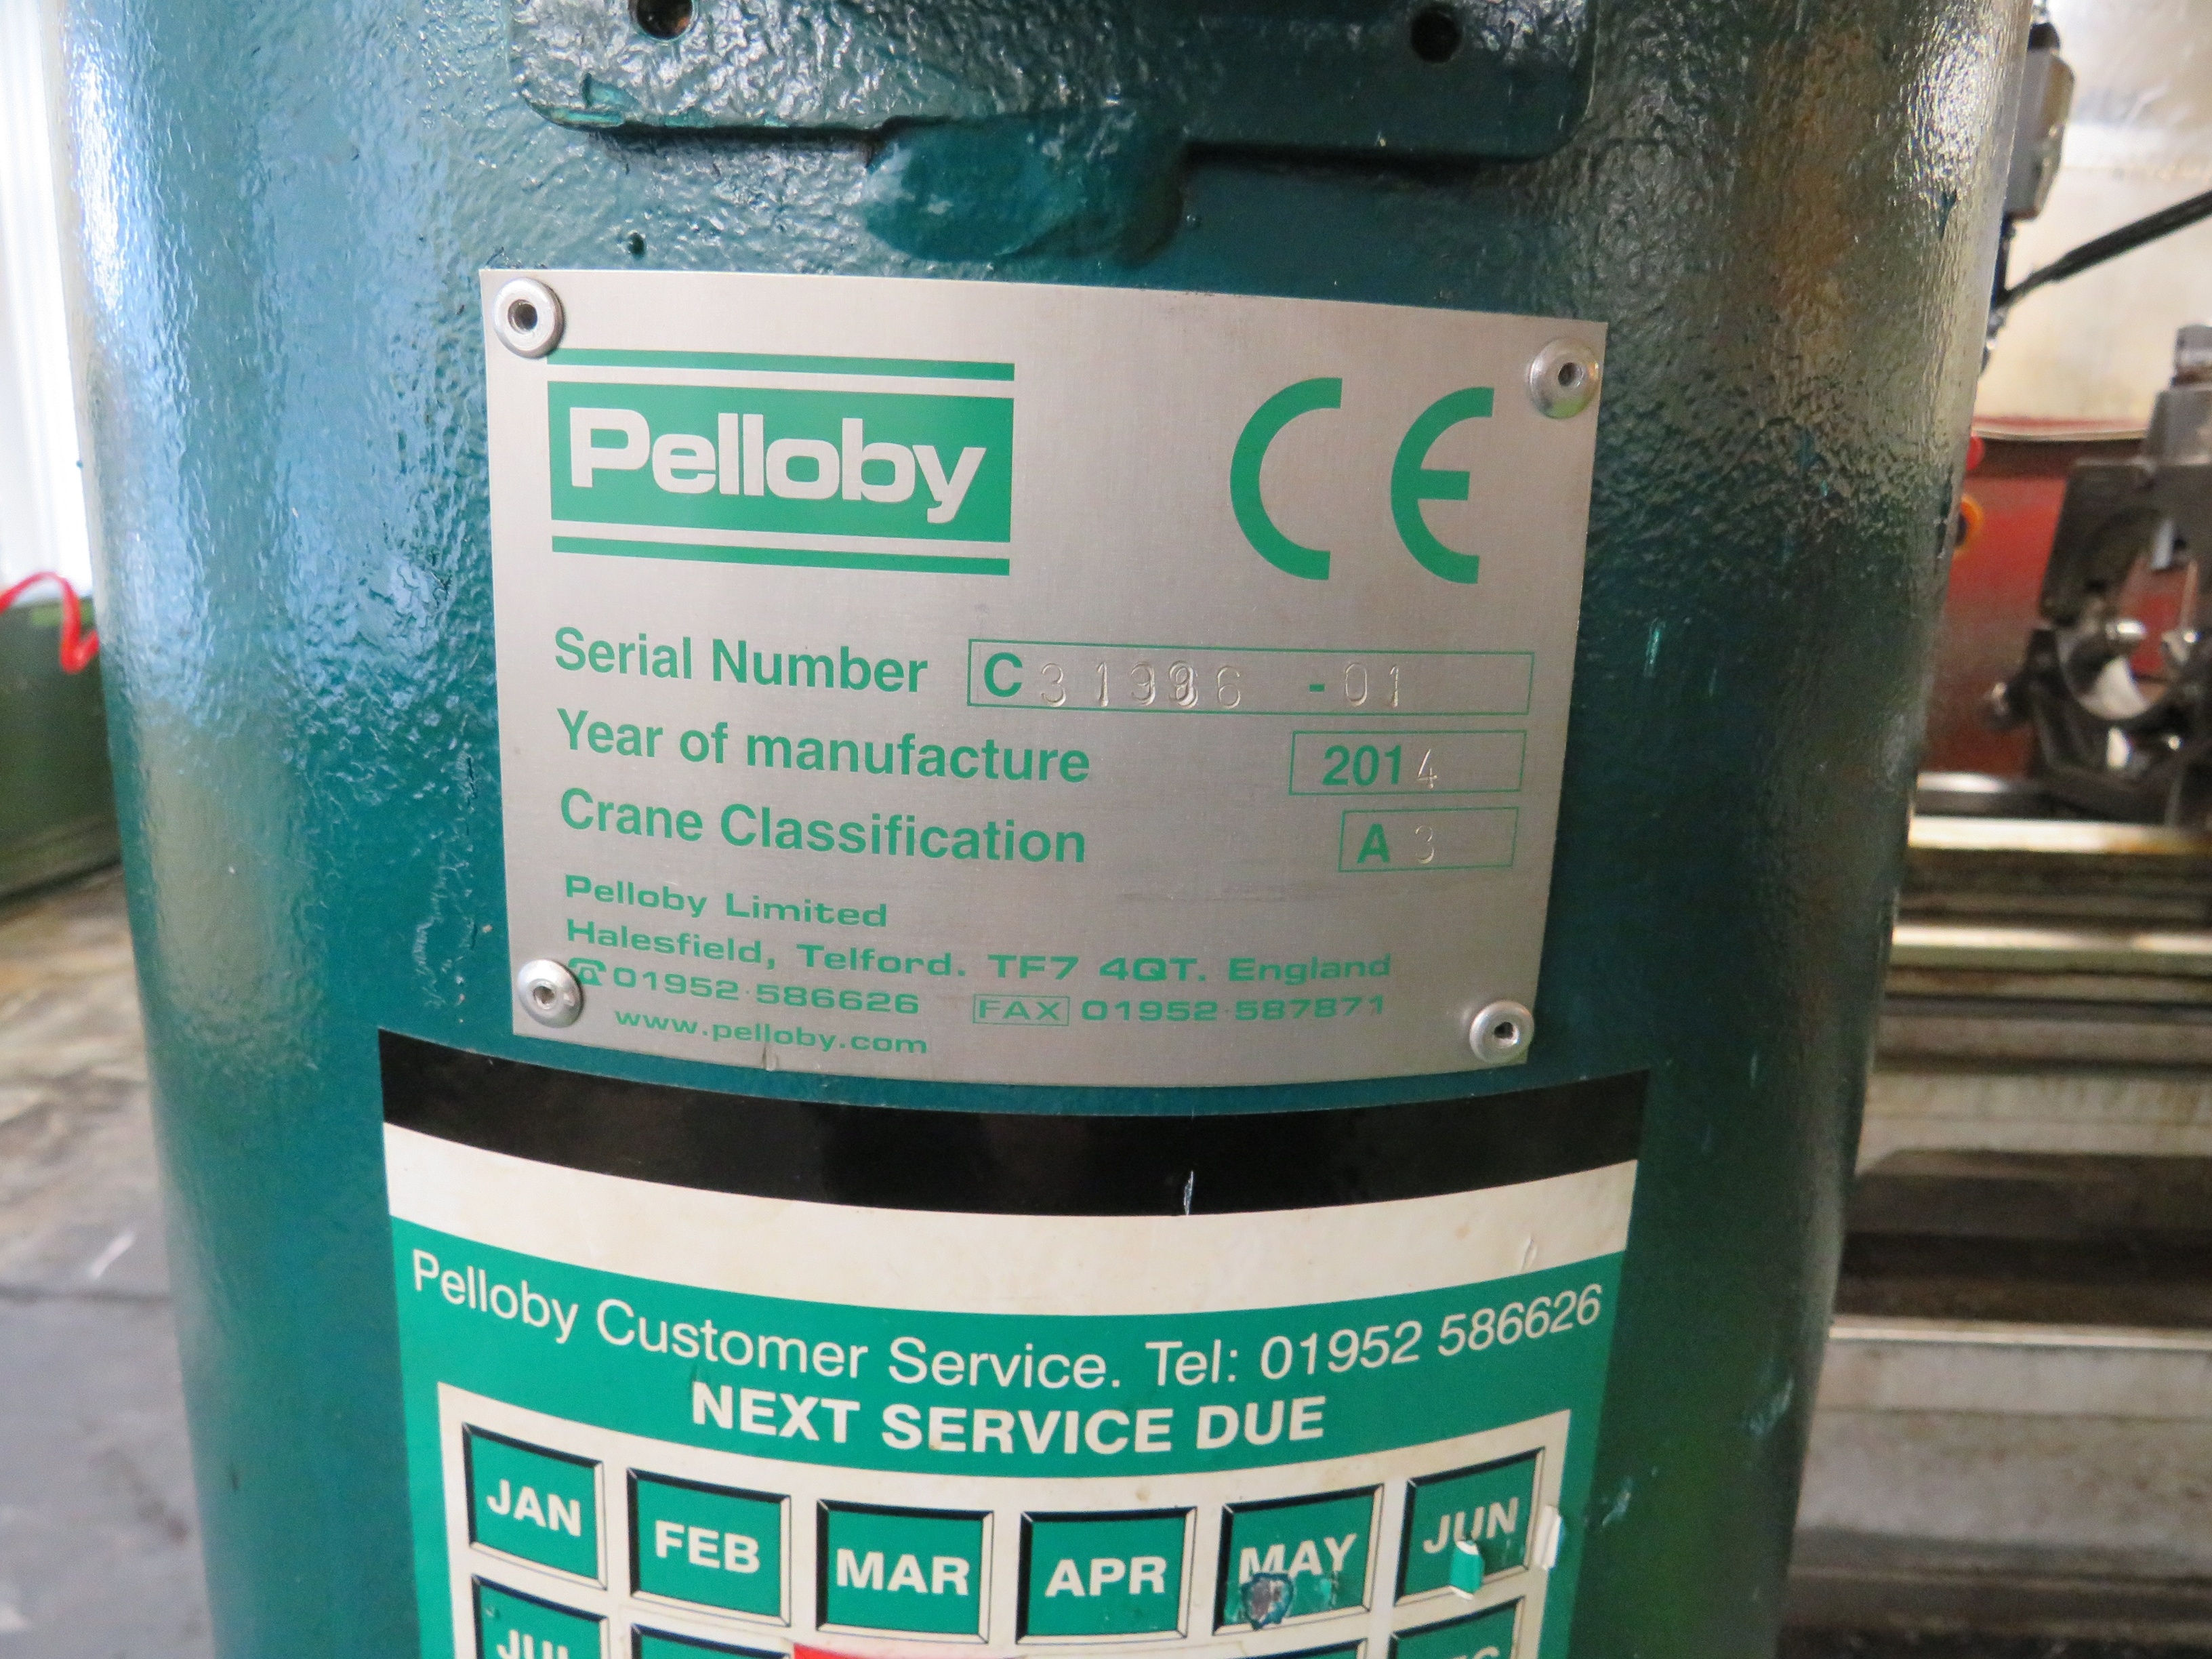 Pelloby
CE
Serial Number C -01
Year of manufacture 2014
Crane Classification A 3
Pelloby Limited
Halesfield, Telford. TF7 4QT. England
01952·586626 FAX 01952·587871
www.pelloby.com
Pelloby Customer Service. Tel: 01952 586626
NEXT SERVICE DUE
JAN FEB MAR APR MAY JUN
JUL